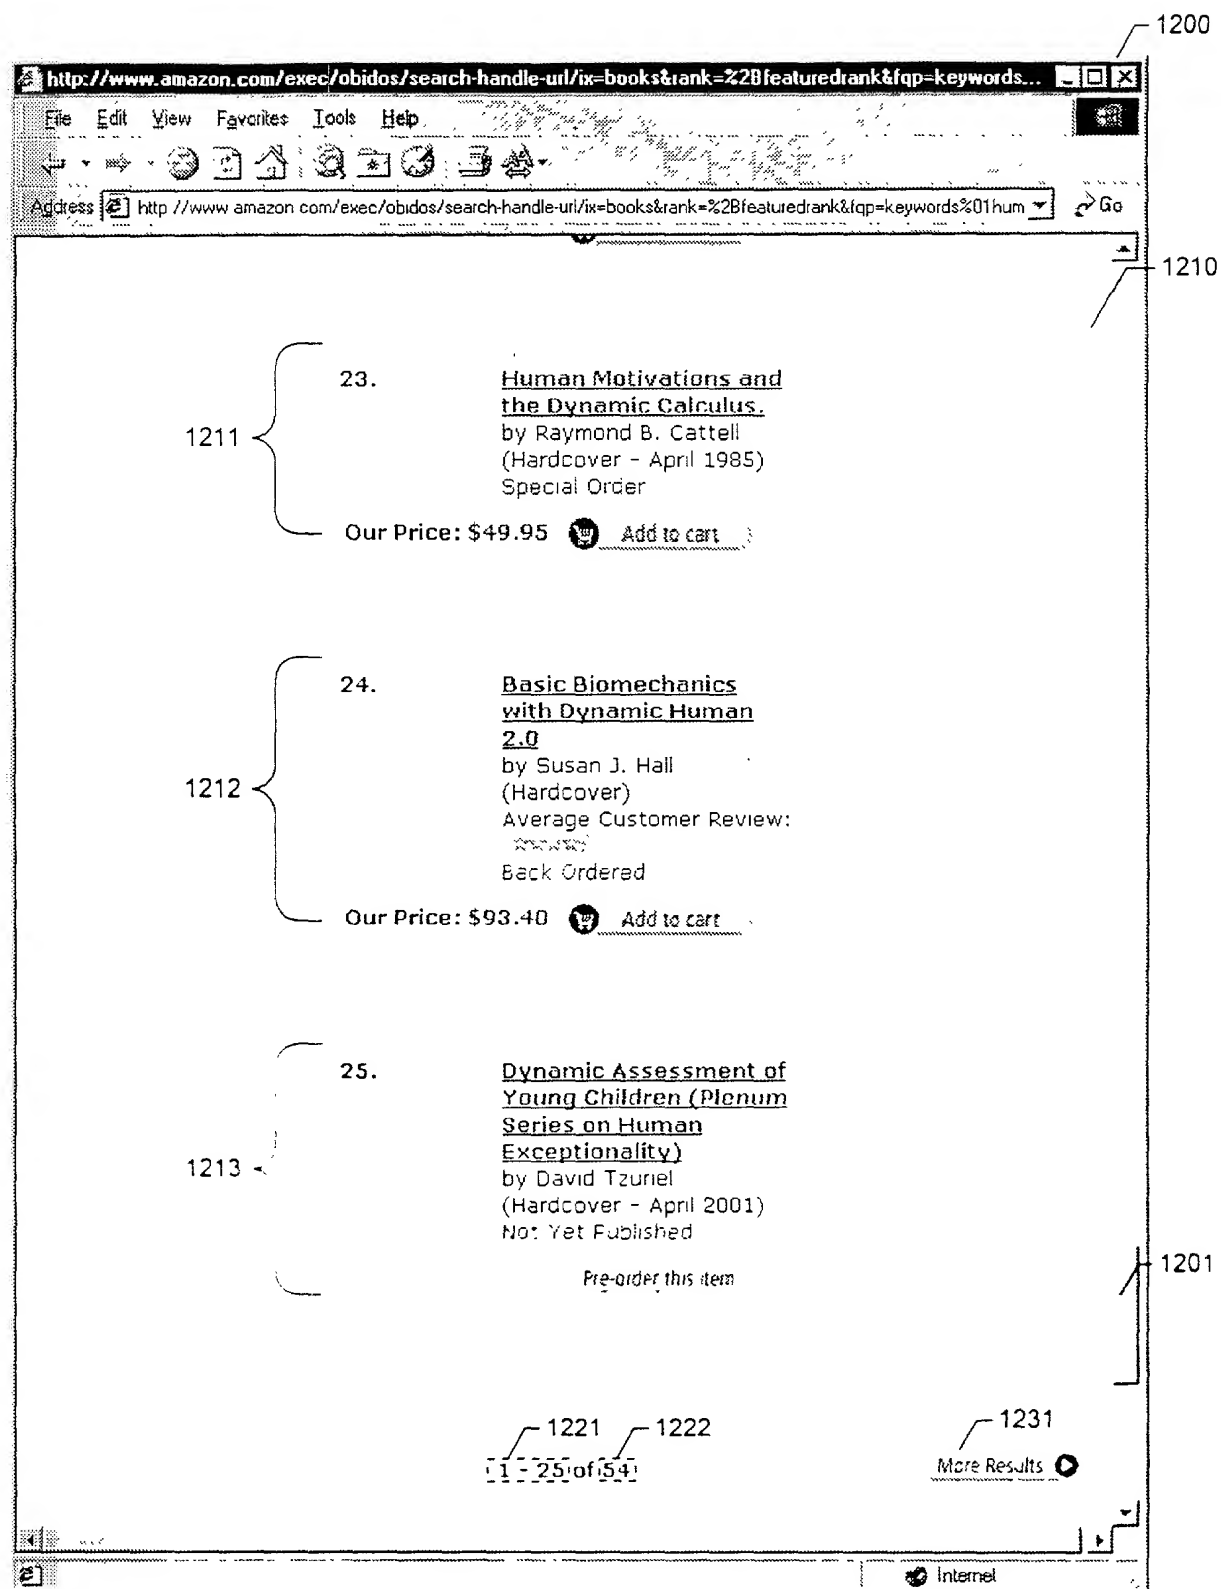 1200
http://www.amazon.com/exec/obidos/search-handle-url/ix=books&rank=%2Bfeaturedrank&fqp=keywords...
File Edit View Favorites Tools Help
Address http //www amazon com/exec/obidos/search-handle-url/ix=books&rank=%2Bfeaturedrank&fqp=keywords%01hum Go
1210
23. Human Motivations and
the Dynamic Calculus.
1211 by Raymond B. Cattell
(Hardcover - April 1985)
Special Order
Our Price: $49.95 Add to cart
24. Basic Biomechanics
with Dynamic Human
2.0
by Susan J. Hall
1212 (Hardcover)
Average Customer Review:
Back Ordered
Our Price: $93.40 Add to cart
25. Dynamic Assessment of
Young Children (Plenum
Series on Human
Exceptionality)
1213 by David Tzuriel
(Hardcover - April 2001)
Not Yet Published
1201
Pre-order this item
1221 1222 1231
1 - 25 of 54 More Results
Internet